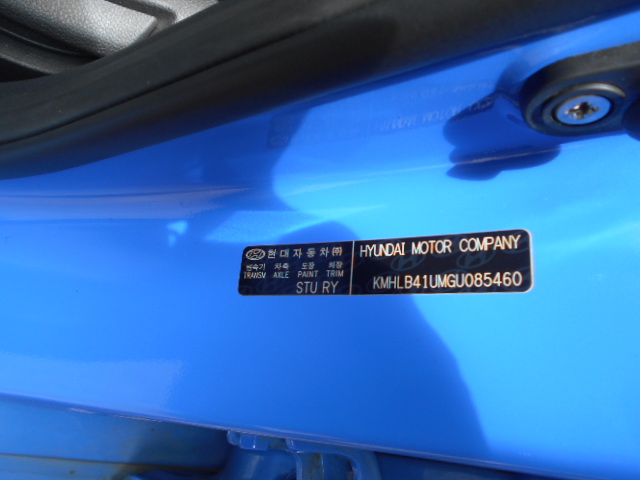 현대자동차㈜
변속기 차축 도장 외장
TRANSM AXLE PAINT TRIM
STU RY
HYUNDAI MOTOR COMPANY
KMHLB41UMGU085460